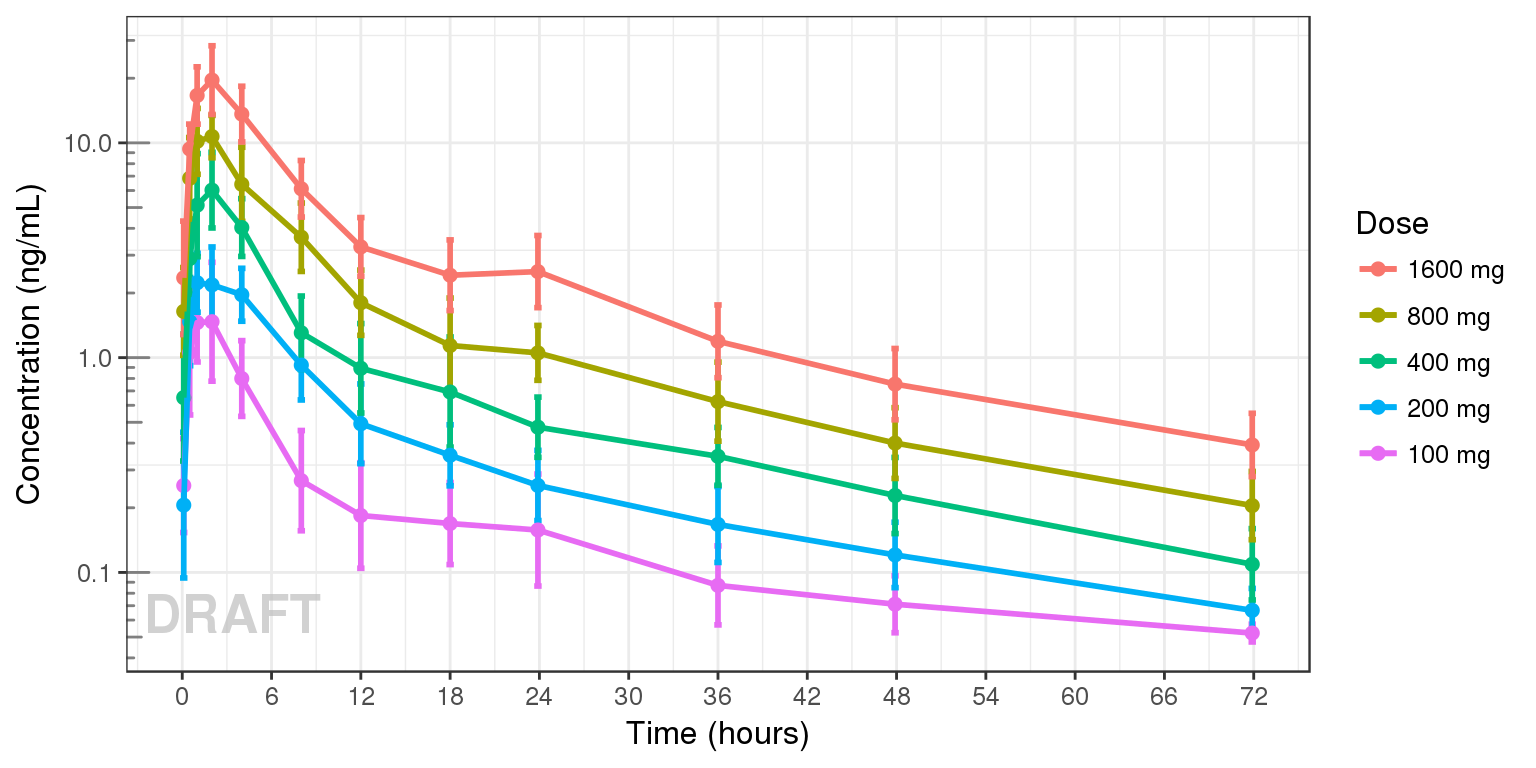 Concentration (ng/mL)
10.0
1.0
0.1
DRAFT
0 6 12 18 24 30 36 42 48 54 60 66 72
Time (hours)
Dose
1600 mg
800 mg
400 mg
200 mg
100 mg